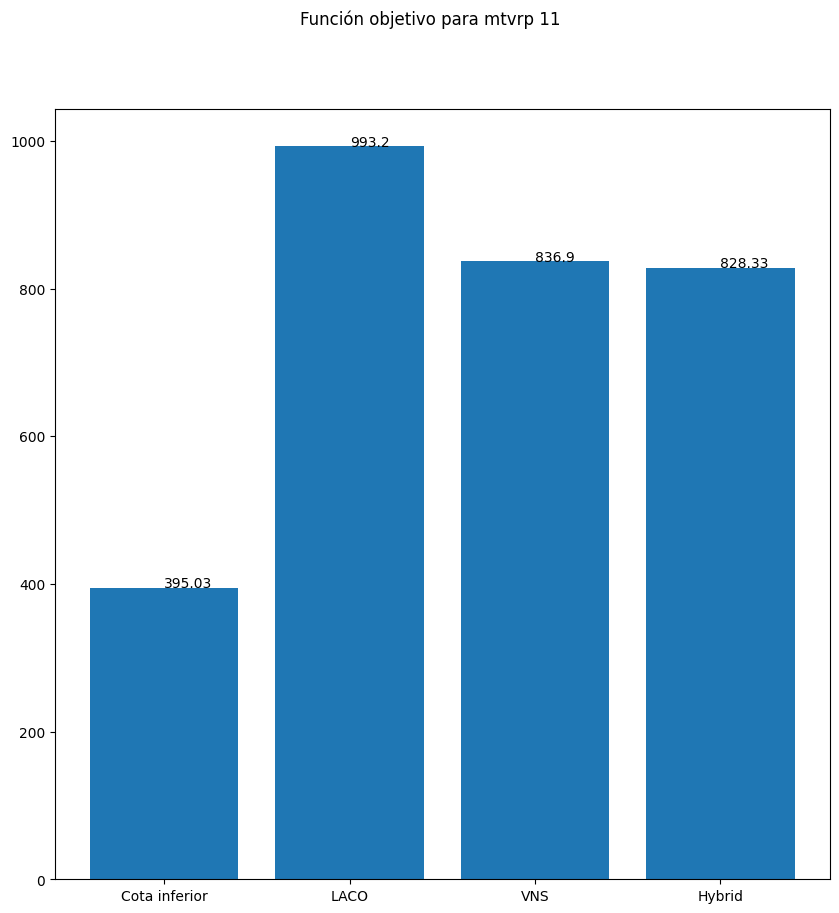 Función objetivo para mtvrp 11
1000
800
600
400
200
0
993.2
836.9
828.33
395.03
Cota inferior
LACO
VNS
Hybrid